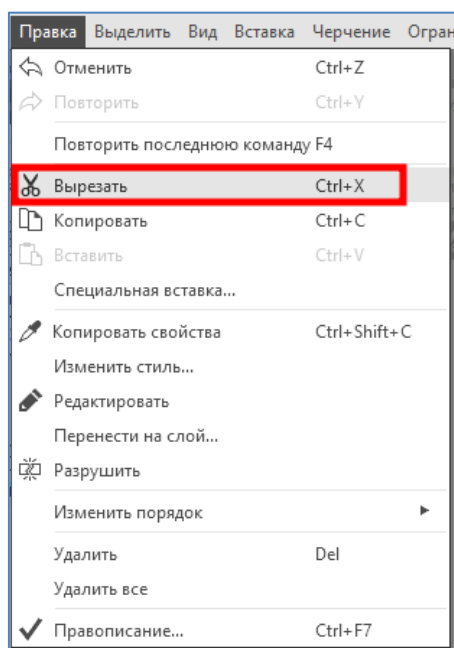 Правка Выделить Вид Вставка Черчение Огран
Отменить Ctrl+Z
Повторить Ctrl+Y
Повторить последнюю команду F4
Вырезать Ctrl+X
Копировать Ctrl+C
Вставить Ctrl+V
Специальная вставка...
Копировать свойства Ctrl+Shift+C
Изменить стиль...
Редактировать
Перенести на слой...
Разрушить
Изменить порядок
Удалить Del
Удалить все
Правописание... Ctrl+F7